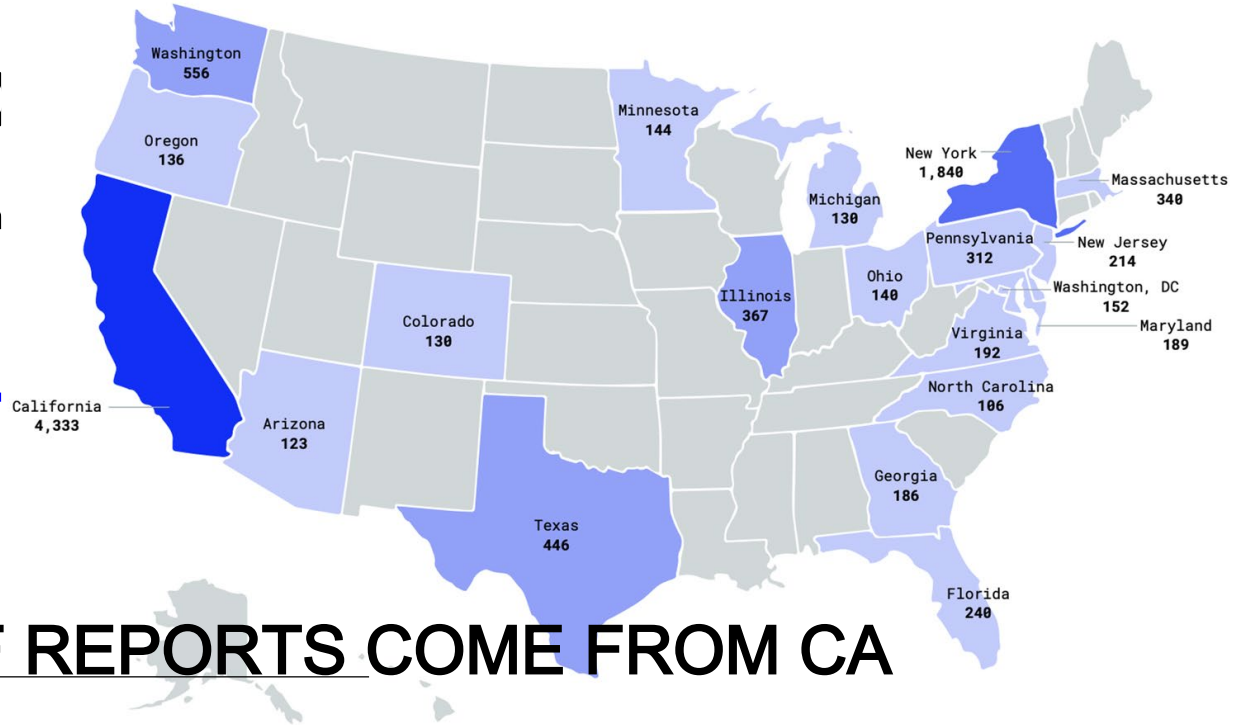 Washington
556
Minnesota
144
Oregon
136
New York
1,840
Massachusetts
340
Michigan
130
Pennsylvania
312
New Jersey
214
Ohio
140
Washington, DC
152
Illinois
367
Maryland
189
Colorado
130
Virginia
192
North Carolina
106
California
4,333
Arizona
123
Georgia
186
Texas
446
Florida
240
REPORTS COME FROM CA